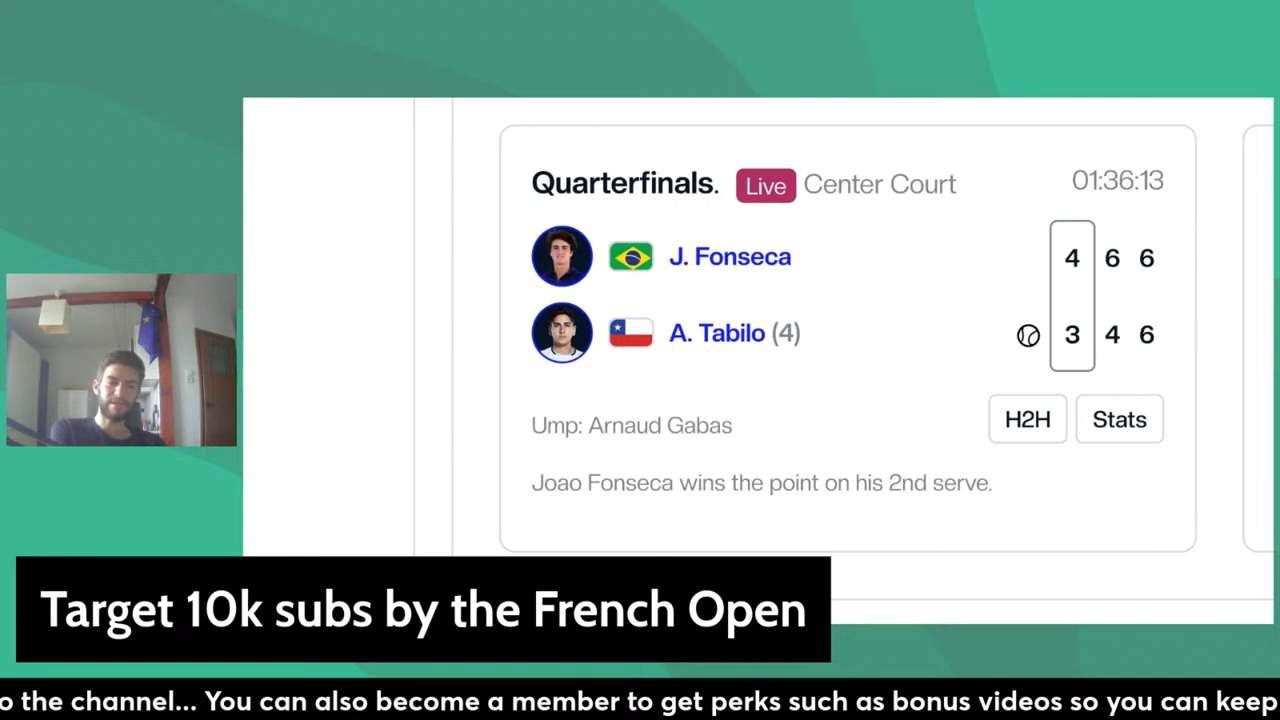 Quarterfinals. Live Center Court 01:36:13
J. Fonseca 4 6 6
A. Tabilo (4) 3 4 6
H2H Stats
Ump: Arnaud Gabas
Joao Fonseca wins the point on his 2nd serve.
Target 10k subs by the French Open
o the channel... You can also become a member to get perks such as bonus videos so you can keep